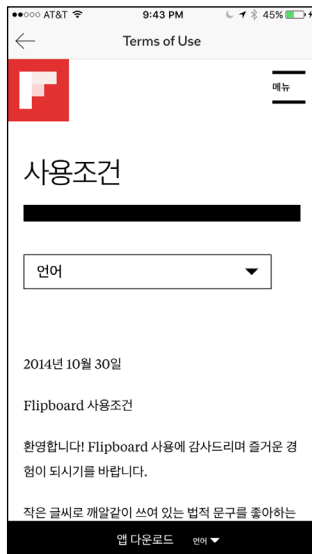 AT&T 9:43 PM 45%
Terms of Use
메뉴
사용조건
언어
2014년 10월 30일
Flipboard 사용조건
환영합니다! Flipboard 사용에 감사드리며 즐거운 경
험이 되시기를 바랍니다.
작은 글씨로 깨알같이 쓰여 있는 법적 문구를 좋아하는
앱 다운로드 언어